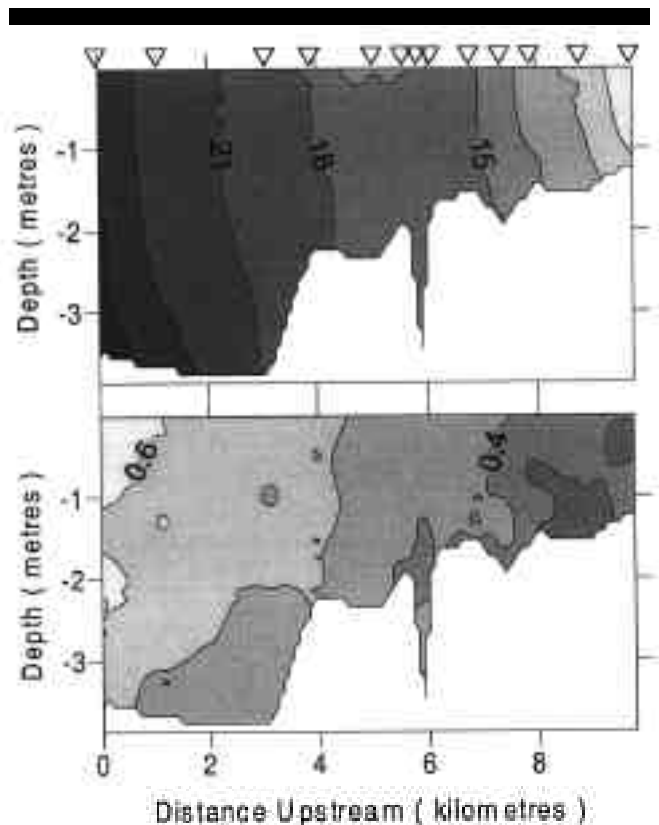 21
18
15
-1
-2
-3
Depth ( metres )
0.6
0.4
-1
-2
-3
Depth ( metres )
0 2 4 6 8
Distance Upstream ( kilometres )